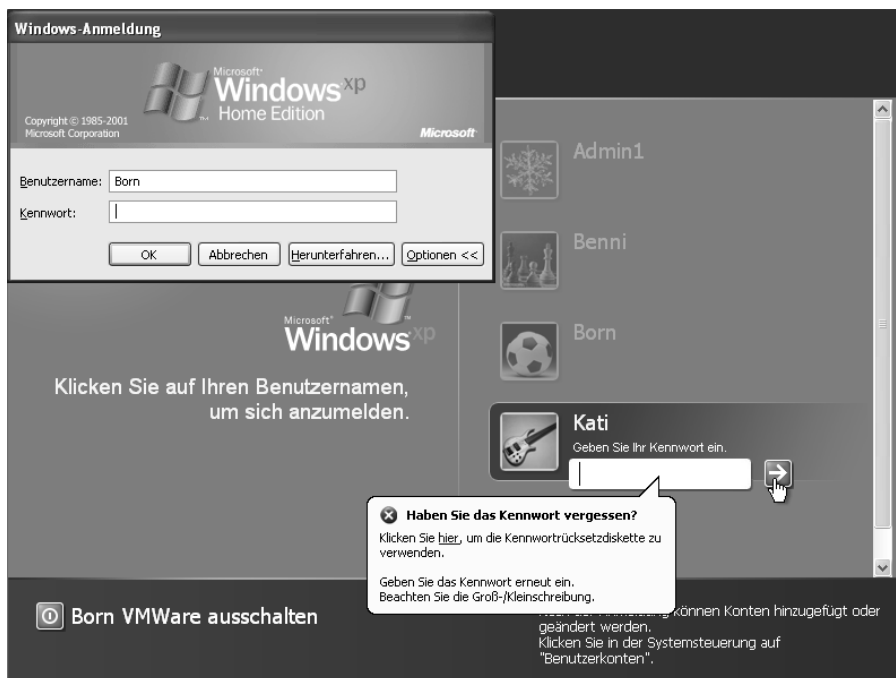 Windows-Anmeldung
Microsoft
Windows xp
Home Edition
Copyright © 1985-2001
Microsoft Corporation
Microsoft
Benutzername: Born
Kennwort:
OK Abbrechen Herunterfahren... Optionen <<
Microsoft
Windows xp
Klicken Sie auf Ihren Benutzernamen,
um sich anzumelden.
Admin1
Benni
Born
Kati
Geben Sie Ihr Kennwort ein.
Haben Sie das Kennwort vergessen?
Klicken Sie hier, um die Kennwortrücksetzdiskette zu
verwenden.
Geben Sie das Kennwort erneut ein.
Beachten Sie die Groß-/Kleinschreibung.
Born VMWare ausschalten
können Konten hinzugefügt oder
geändert werden.
Klicken Sie in der Systemsteuerung auf
"Benutzerkonten".